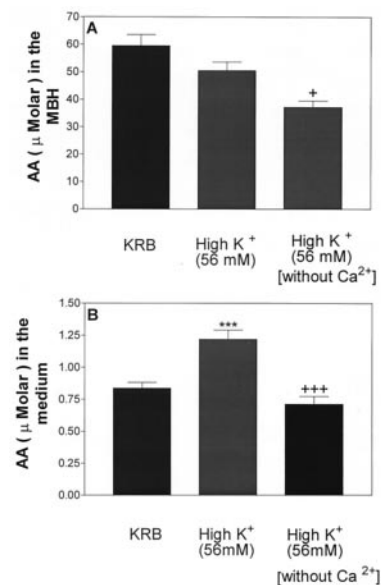 A
AA ( µ Molar ) in the
MBH
70
60
50
40
30
20
10
0
+
KRB
High K +
(56 mM)
High K +
(56 mM)
[without Ca2+]
B
AA ( µ Molar ) in the
medium
1.50
1.25
1.00
0.75
0.50
0.25
0.00
***
+++
KRB
High K+
(56mM)
High K+
(56mM)
[without Ca2+]